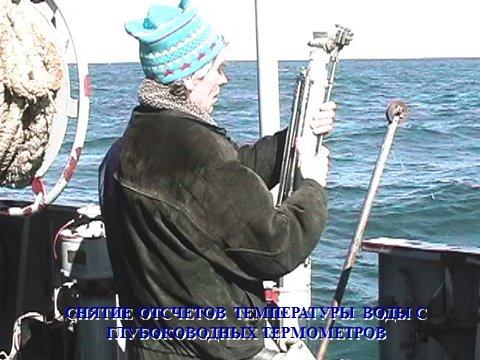 СНЯТИЕ ОТСЧЕТОВ ТЕМПЕРАТУРЫ ВОДЫ С
ГЛУБОКОВОДНЫХ ТЕРМОМЕТРОВ